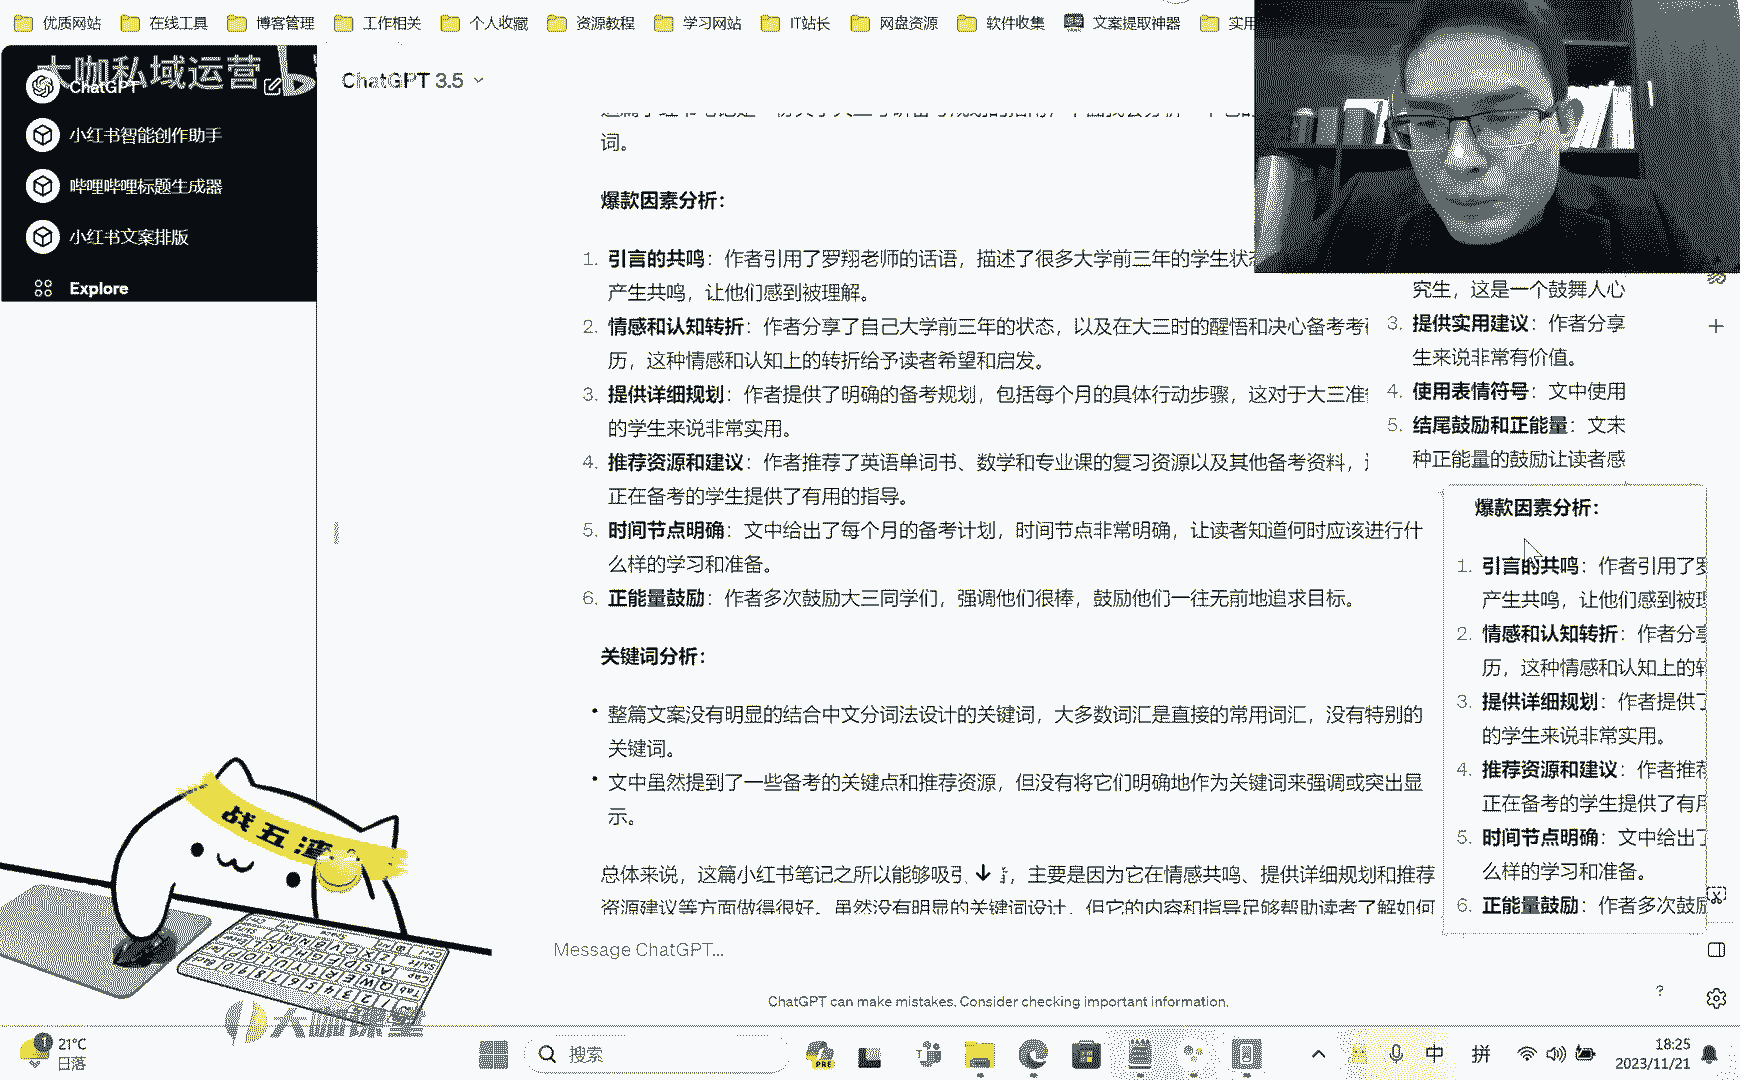 优质网站 在线工具 博客管理 工作相关 个人收藏 资源教程 学习网站 IT站长 网盘资源 软件收集 文案提取神器 实用
大咖私域运营
ChatGPT
小红书智能创作助手
哔哩哔哩标题生成器
小红书文案排版
Explore
ChatGPT 3.5
词。
爆款因素分析：
1. 引言的共鸣：作者引用了罗翔老师的话语，描述了很多大学前三年的学生状态
产生共鸣，让他们感到被理解。
2. 情感和认知转折：作者分享了自己大学前三年的状态，以及在大三时的醒悟和决心备考考
历，这种情感和认知上的转折给予读者希望和启发。
3. 提供详细规划：作者提供了明确的备考规划，包括每个月的具体行动步骤，这对于大三准
的学生来说非常实用。
4. 推荐资源和建议：作者推荐了英语单词书、数学和专业课的复习资源以及其他备考资料，
正在备考的学生提供了有用的指导。
5. 时间节点明确：文中给出了每个月的备考计划，时间节点非常明确，让读者知道何时应该进行什
么样的学习和准备。
6. 正能量鼓励：作者多次鼓励大三同学们，强调他们很棒，鼓励他们一往无前地追求目标。
关键词分析：
• 整篇文案没有明显的结合中文分词法设计的关键词，大多数词汇是直接的常用词汇，没有特别的
关键词。
• 文中虽然提到了一些备考的关键点和推荐资源，但没有将它们明确地作为关键词来强调或突出显
示。
总体来说，这篇小红书笔记之所以能够吸引 ，主要是因为它在情感共鸣、提供详细规划和推荐
资源建议等方面做得很好。虽然没有明显的关键词设计，但它的内容和指导足够帮助读者了解如何
究生，这是一个鼓舞人心
3. 提供实用建议：作者分享
生来说非常有价值。
4. 使用表情符号：文中使用
5. 结尾鼓励和正能量：文末
种正能量的鼓励让读者感
爆款因素分析：
1. 引言的共鸣：作者引用了罗
产生共鸣，让他们感到被理
2. 情感和认知转折：作者分享
历，这种情感和认知上的转
3. 提供详细规划：作者提供了
的学生来说非常实用。
4. 推荐资源和建议：作者推荐
正在备考的学生提供了有用
5. 时间节点明确：文中给出了
么样的学习和准备。
6. 正能量鼓励：作者多次鼓励
Message ChatGPT...
ChatGPT can make mistakes. Consider checking important information.
?
战五渣
大咖课堂
1
21°C
日落
搜索
PRE
中 拼
18:25
2023/11/21